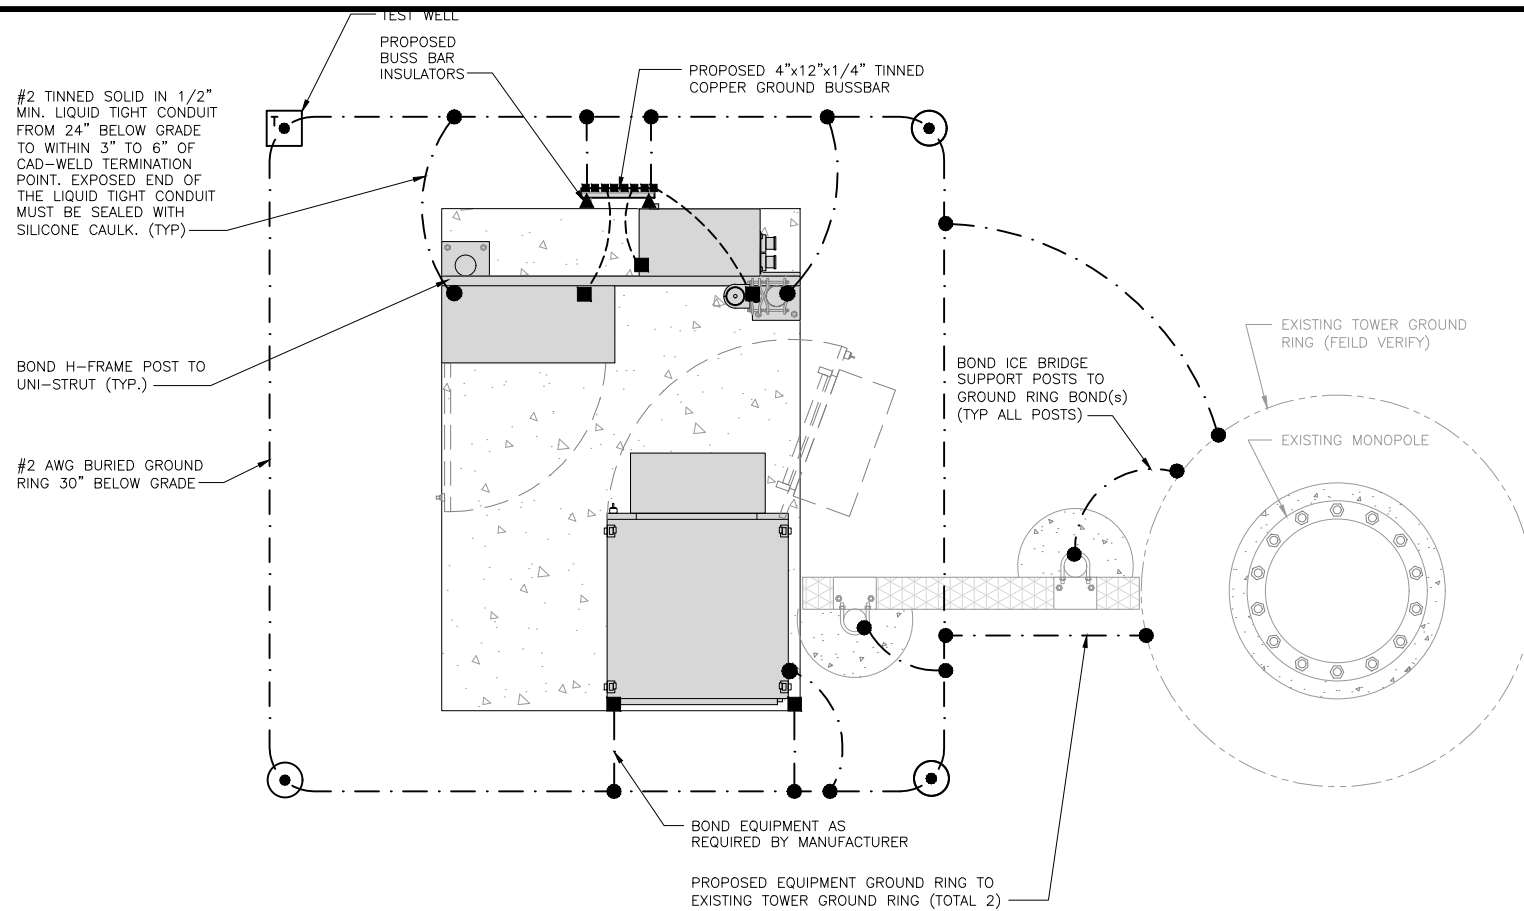 TEST WELL
PROPOSED
BUSS BAR
INSULATORS
PROPOSED 4”x12”x1/4” TINNED
COPPER GROUND BUSSBAR
#2 TINNED SOLID IN 1/2”
MIN. LIQUID TIGHT CONDUIT
FROM 24” BELOW GRADE
TO WITHIN 3” TO 6” OF
CAD-WELD TERMINATION
POINT. EXPOSED END OF
THE LIQUID TIGHT CONDUIT
MUST BE SEALED WITH
SILICONE CAULK. (TYP)
T
BOND H-FRAME POST TO
UNI-STRUT (TYP.)
#2 AWG BURIED GROUND
RING 30” BELOW GRADE
EXISTING TOWER GROUND
RING (FEILD VERIFY)
BOND ICE BRIDGE
SUPPORT POSTS TO
GROUND RING BOND(s)
(TYP ALL POSTS)
EXISTING MONOPOLE
BOND EQUIPMENT AS
REQUIRED BY MANUFACTURER
PROPOSED EQUIPMENT GROUND RING TO
EXISTING TOWER GROUND RING (TOTAL 2)